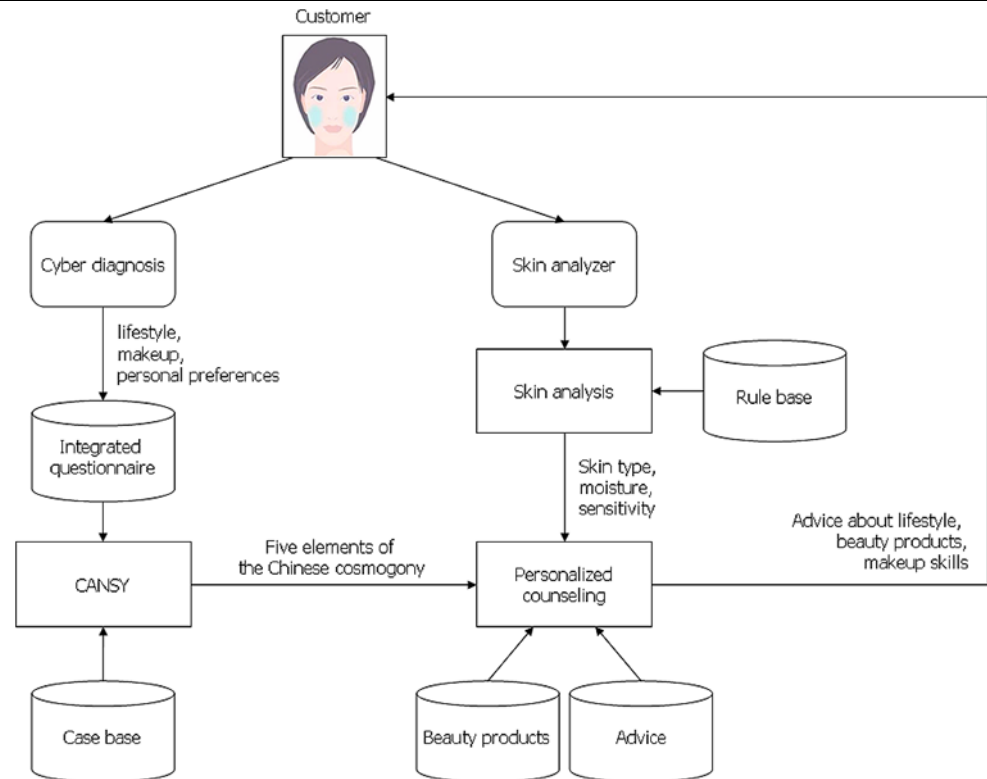 Customer
Cyber diagnosis
Skin analyzer
lifestyle,
makeup,
personal preferences
Skin analysis
Rule base
Integrated
questionnaire
Skin type,
moisture,
sensitivity
Advice about lifestyle,
beauty products,
makeup skills
Five elements of
the Chinese cosmogony
CANSY
Personalized
counseling
Case base
Beauty products
Advice